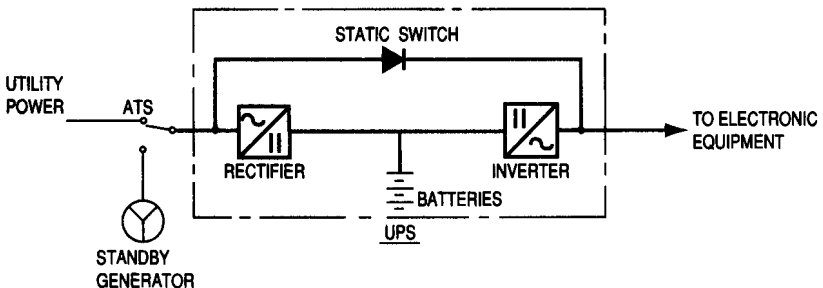 STATIC SWITCH
UTILITY
POWER
ATS
TO ELECTRONIC
EQUIPMENT
RECTIFIER
INVERTER
BATTERIES
UPS
STANDBY
GENERATOR